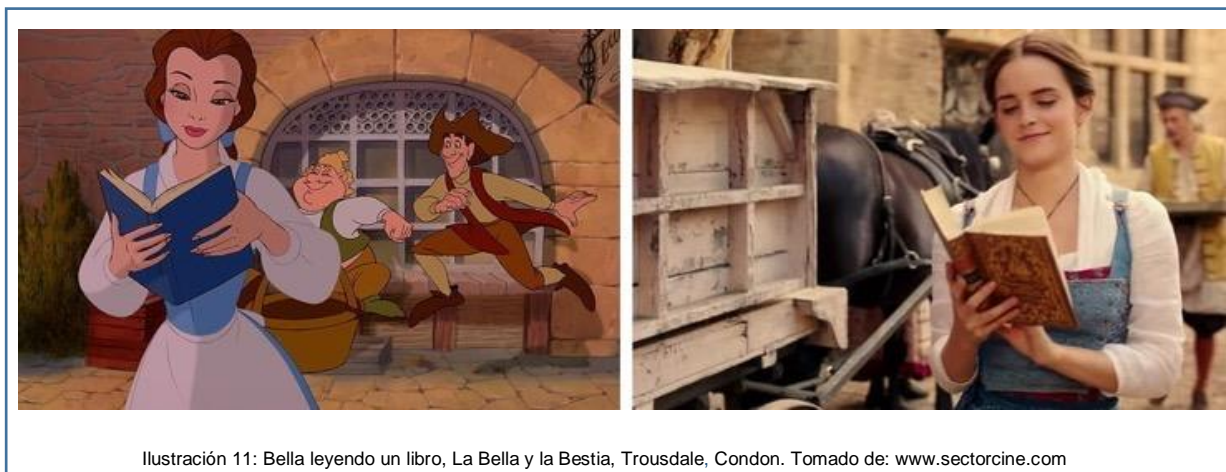 Ilustración 11: Bella leyendo un libro, La Bella y la Bestia, Trousdale, Condon. Tomado de: www.sectorcine.com